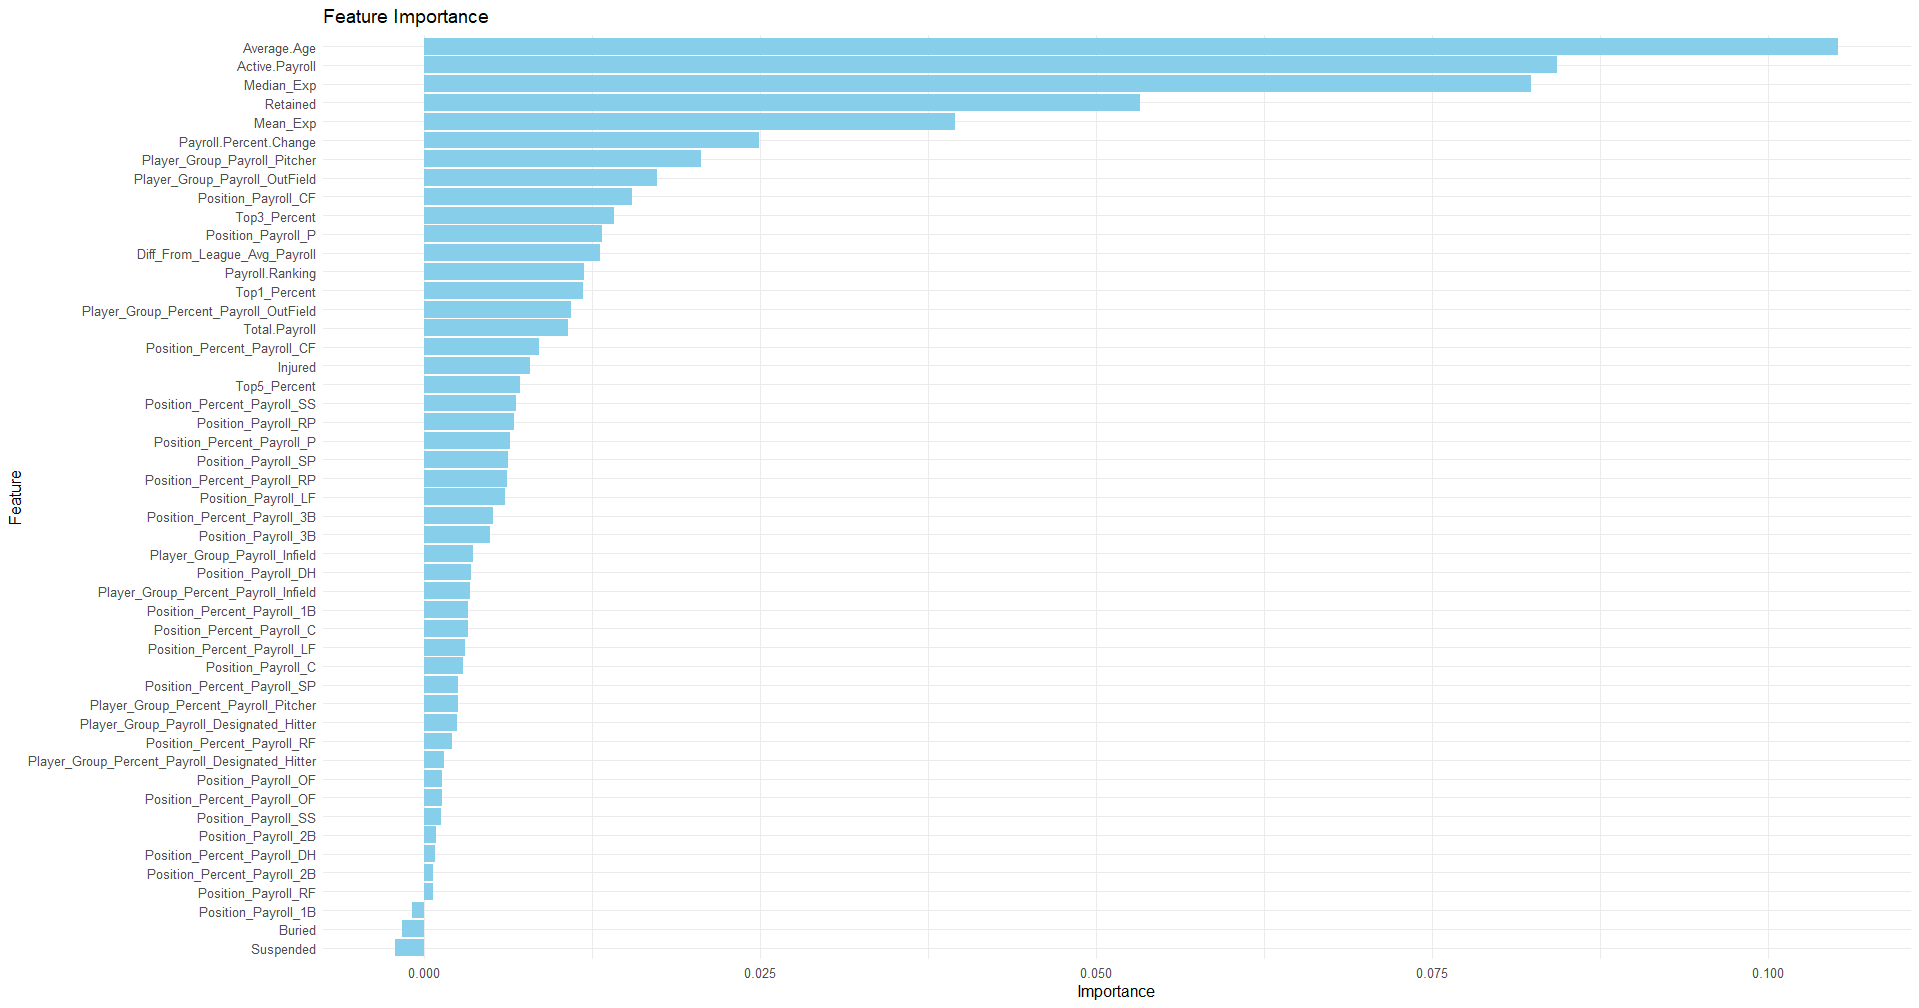 Feature Importance
Average.Age
Active.Payroll
Median_Exp
Retained
Mean_Exp
Payroll.Percent.Change
Player_Group_Payroll_Pitcher
Player_Group_Payroll_OutField
Position_Payroll_CF
Top3_Percent
Position_Payroll_P
Diff_From_League_Avg_Payroll
Payroll.Ranking
Top1_Percent
Player_Group_Percent_Payroll_OutField
Total.Payroll
Position_Percent_Payroll_CF
Injured
Top5_Percent
Position_Percent_Payroll_SS
Position_Payroll_RP
Position_Percent_Payroll_P
Position_Payroll_SP
Position_Percent_Payroll_RP
Position_Payroll_LF
Position_Percent_Payroll_3B
Position_Payroll_3B
Player_Group_Payroll_Infield
Position_Payroll_DH
Player_Group_Percent_Payroll_Infield
Position_Percent_Payroll_1B
Position_Percent_Payroll_C
Position_Percent_Payroll_LF
Position_Payroll_C
Position_Percent_Payroll_SP
Player_Group_Percent_Payroll_Pitcher
Player_Group_Payroll_Designated_Hitter
Position_Percent_Payroll_RF
Player_Group_Percent_Payroll_Designated_Hitter
Position_Payroll_OF
Position_Percent_Payroll_OF
Position_Payroll_SS
Position_Payroll_2B
Position_Percent_Payroll_DH
Position_Percent_Payroll_2B
Position_Payroll_RF
Position_Payroll_1B
Buried
Suspended
Feature
0.000 0.025 0.050 0.075 0.100
Importance